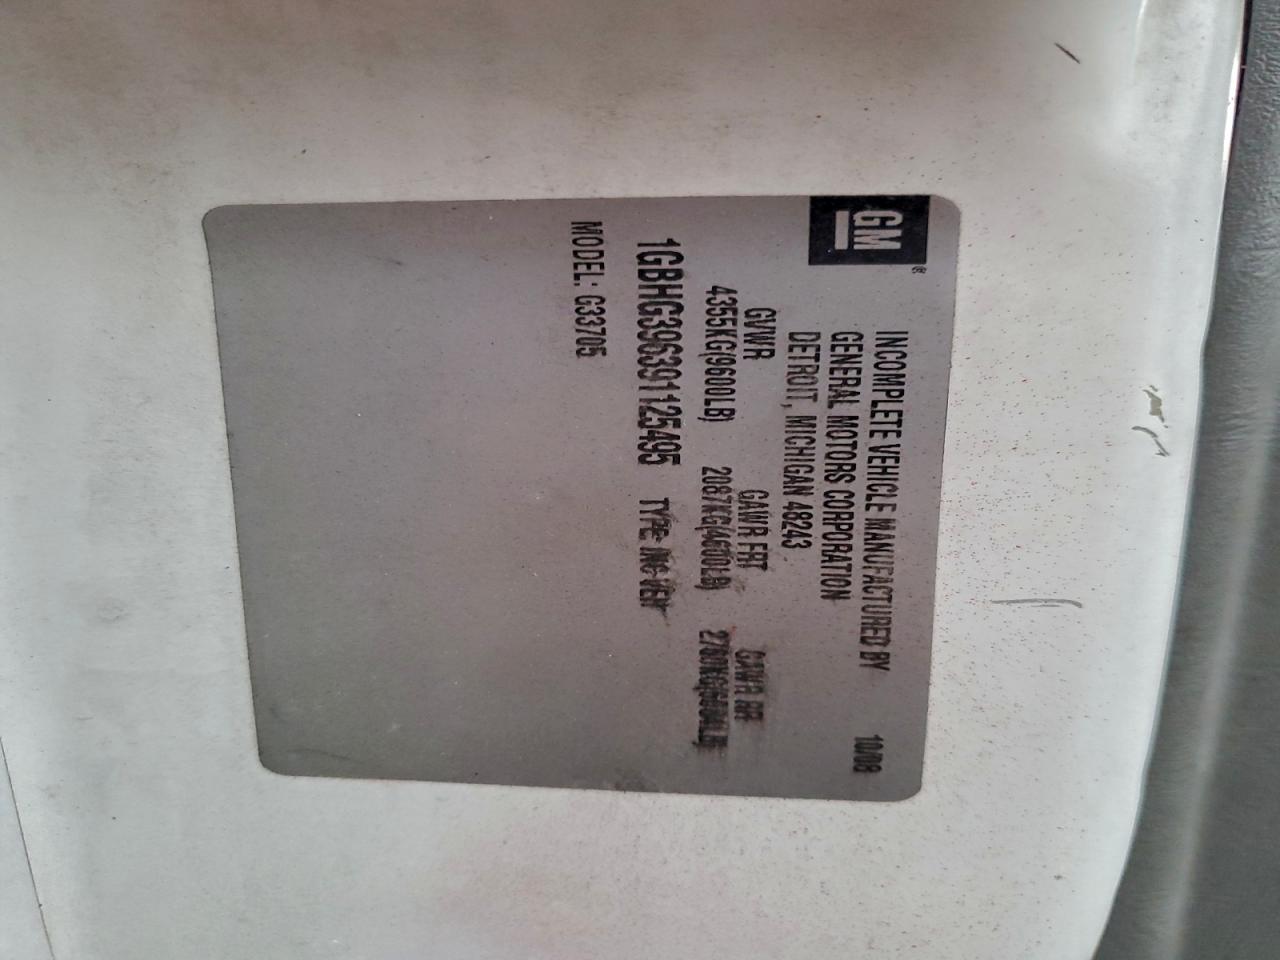 GM®
INCOMPLETE VEHICLE MANUFACTURED BY 10/08
GENERAL MOTORS CORPORATION
DETROIT, MICHIGAN 48243
GVWR GAWR FRT GAWR RR
4355KG(9600LB) 2087KG(4600LB)
1GBHG396391125495 TYPE: INC VEH
MODEL: G33705